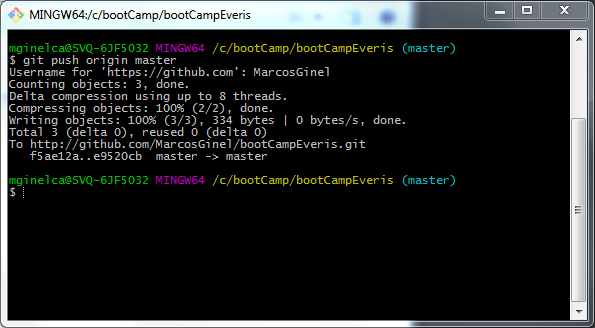 MINGW64:/c/bootCamp/bootCampEveris
mginelca@SVQ-6JF5032 MINGW64 /c/bootCamp/bootCampEveris (master)
$ git push origin master
Username for 'https://github.com': MarcosGinel
Counting objects: 3, done.
Delta compression using up to 8 threads.
Compressing objects: 100% (2/2), done.
Writing objects: 100% (3/3), 334 bytes | 0 bytes/s, done.
Total 3 (delta 0), reused 0 (delta 0)
To http://github.com/MarcosGinel/bootCampEveris.git
   f5ae12a..e9520cb  master -> master
mginelca@SVQ-6JF5032 MINGW64 /c/bootCamp/bootCampEveris (master)
$